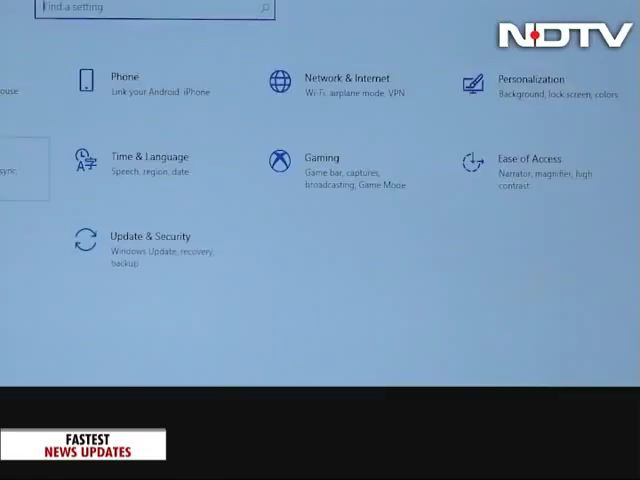 Find a setting
NDTV
Phone
Link your Android, iPhone
Network & Internet
Wi-Fi, airplane mode, VPN
Personalization
Background, lock screen, colors
ouse
Time & Language
Speech, region, date
Gaming
Game bar, captures,
broadcasting, Game Mode
Ease of Access
Narrator, magnifier, high
contrast
sync,
Update & Security
Windows Update, recovery,
backup
FASTEST
NEWS UPDATES